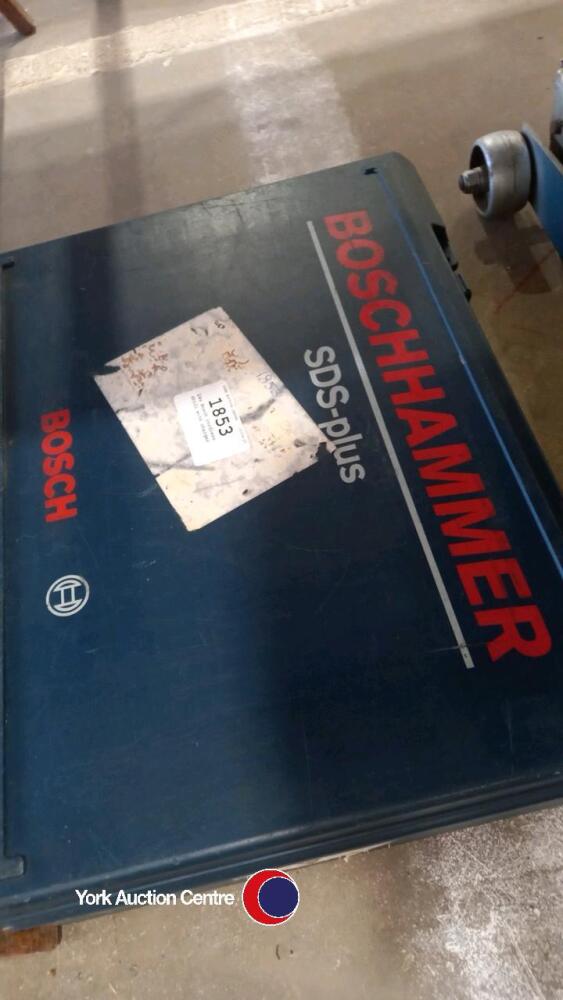 BOSCHHAMMER
SDS-plus
1853
BOSCH
York Auction Centre